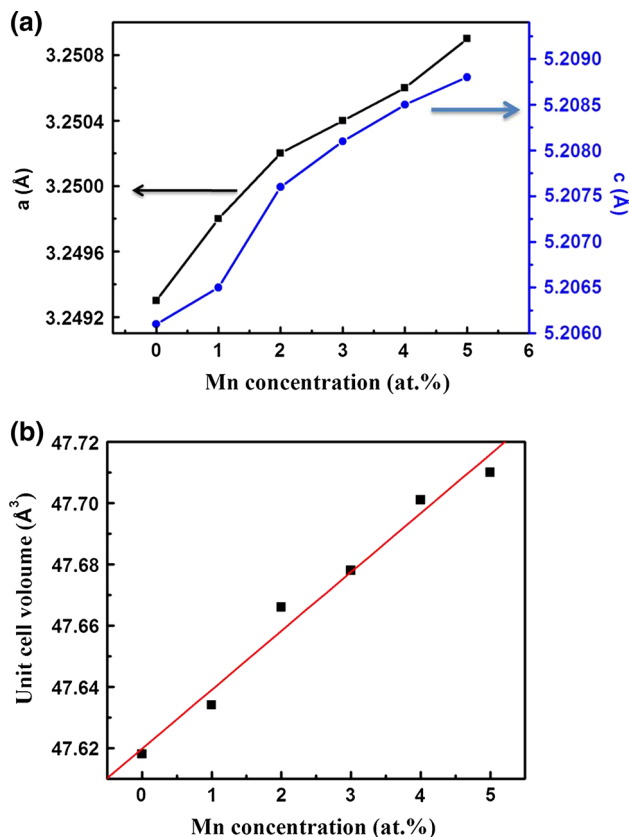 (a)
3.2508
3.2504
3.2500
3.2496
3.2492
a (Å)
5.2090
5.2085
5.2080
5.2075
5.2070
5.2065
5.2060
c (Å)
0 1 2 3 4 5 6
Mn concentration (at.%)
(b)
47.72
47.70
47.68
47.66
47.64
47.62
Unit cell voloume (Å³)
0 1 2 3 4 5
Mn concentration (at.%)